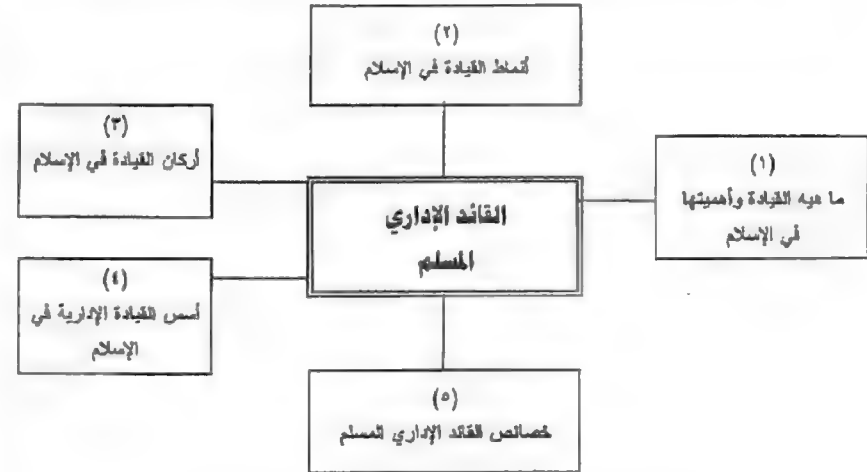 (٢)
أنماط القيادة في الإسلام
(٣)
أركان القيادة في الإسلام
(١)
ما هيه القيادة وأهميتها
في الإسلام
القائد الإداري
المسلم
(٤)
أسس القيادة الإدارية في
الإسلام
(٥)
خصائص القائد الإداري المسلم